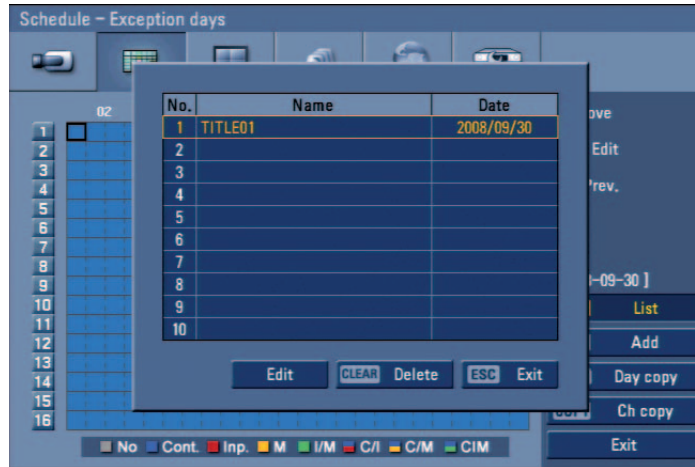 Schedule - Exception days
02
No. Name Date
1 TITLE01 2008/09/30
2
3
4
5
6
7
8
9
10
Edit CLEAR Delete ESC Exit
1
2
3
4
5
6
7
8
9
10
11
12
13
14
15
16
Edit
-09-30 ]
List
Add
Day copy
Ch copy
Exit
No Cont. Inp. M I/M C/I C/M CIM